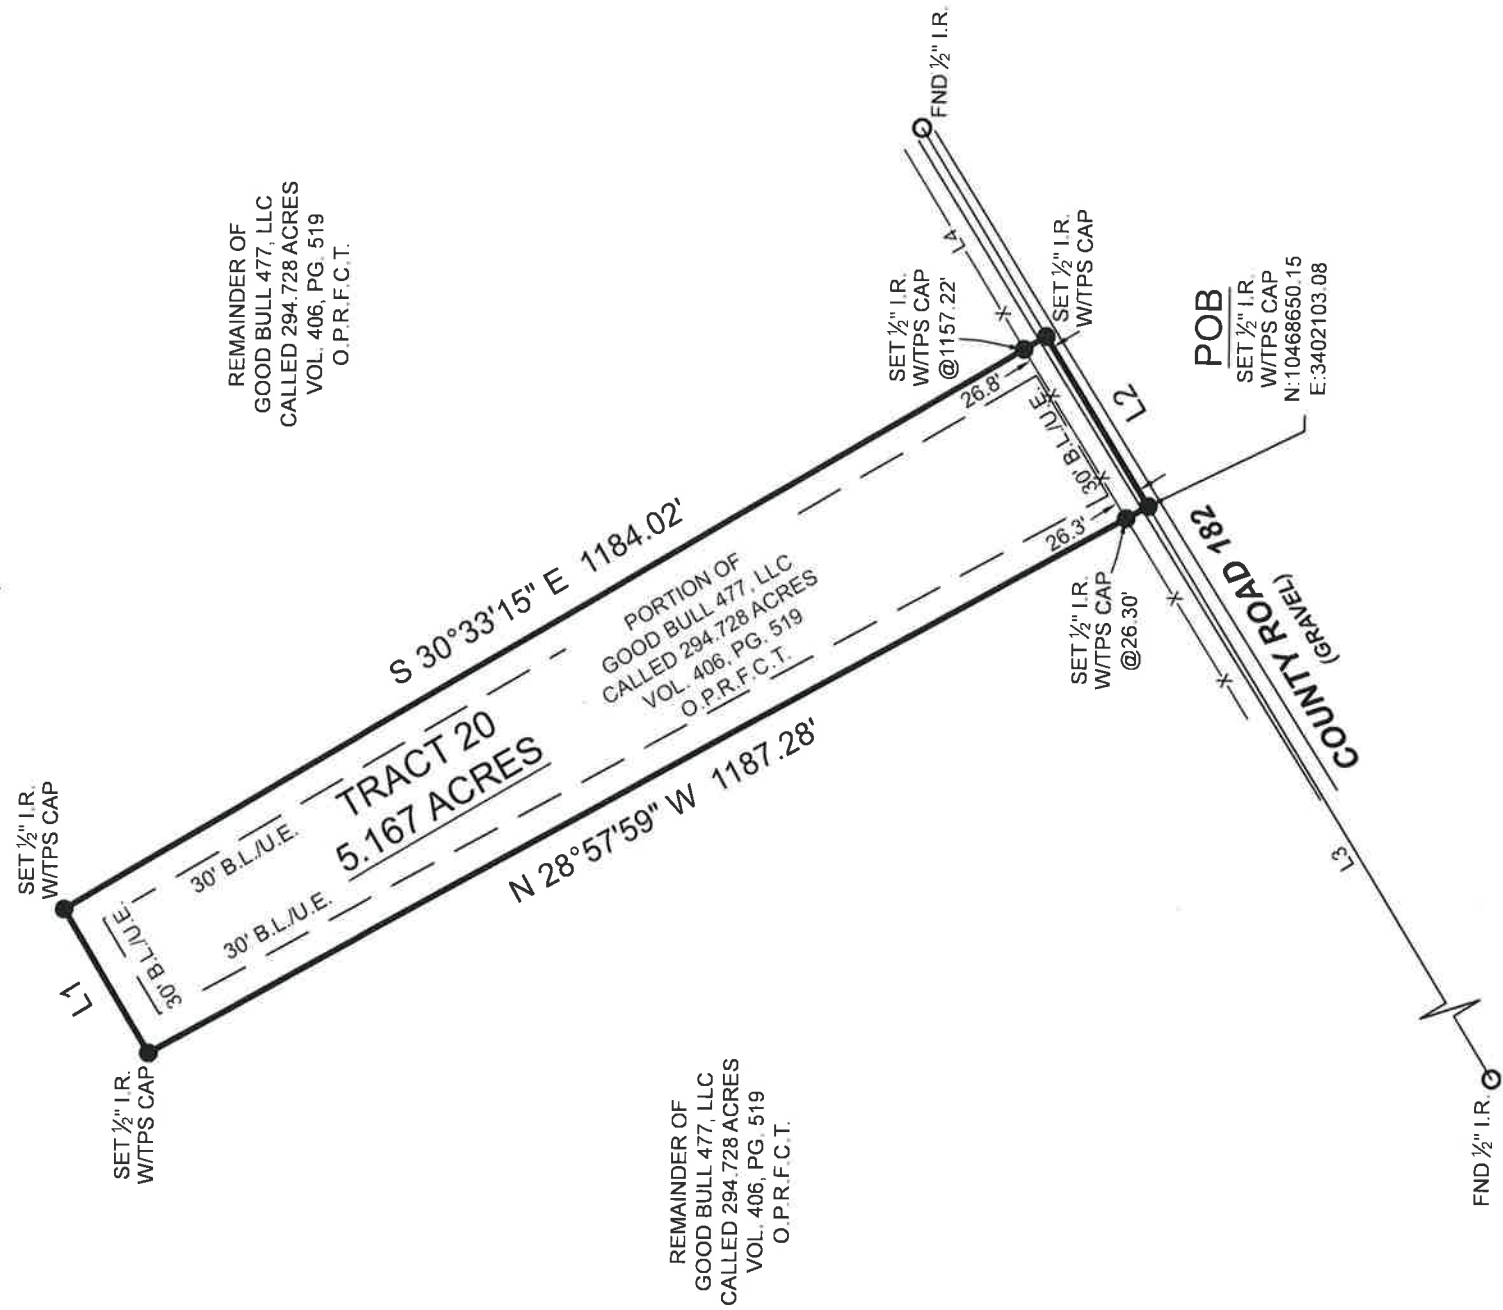 FND ½" I.R.
REMAINDER OF
GOOD BULL 477, LLC
CALLED 294.728 ACRES
VOL. 406, PG. 519
O.P.R.F.C.T.
L4
SET ½" I.R.
W/TPS CAP
@1157.22'
SET ½" I.R.
W/TPS CAP
POB
SET ½" I.R.
W/TPS CAP
N:10468650.15
E:3402103.08
26.8'
30' B.L./U.E.
L2
26.3'
S 30°33'15" E 1184.02'
PORTION OF
GOOD BULL 477, LLC
CALLED 294.728 ACRES
VOL. 406, PG. 519
O.P.R.F.C.T.
SET ½" I.R.
W/TPS CAP
@26.30'
COUNTY ROAD 182
(GRAVEL)
TRACT 20
5.167 ACRES
N 28°57'59" W 1187.28'
SET ½" I.R.
W/TPS CAP
30' B.L./U.E.
30' B.L./U.E.
30' B.L./U.E.
L1
SET ½" I.R.
W/TPS CAP
L3
REMAINDER OF
GOOD BULL 477, LLC
CALLED 294.728 ACRES
VOL. 406, PG. 519
O.P.R.F.C.T.
FND ½" I.R.